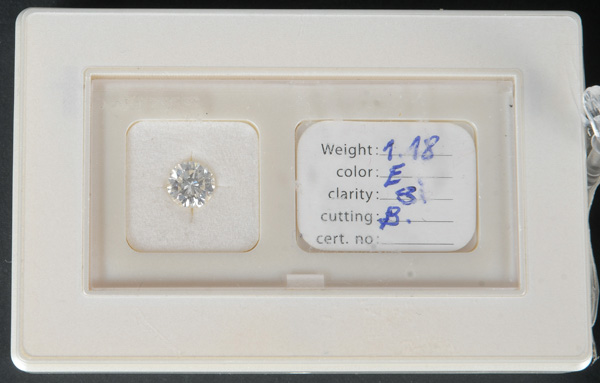 Weight: 1.18
color: E
clarity: Si
cutting: B.
cert. no: